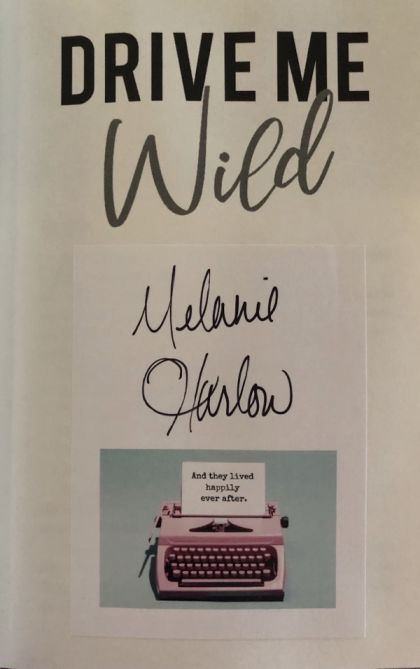 DRIVE ME
Wild
Melanie
Harlow
And they lived
happily
ever after.